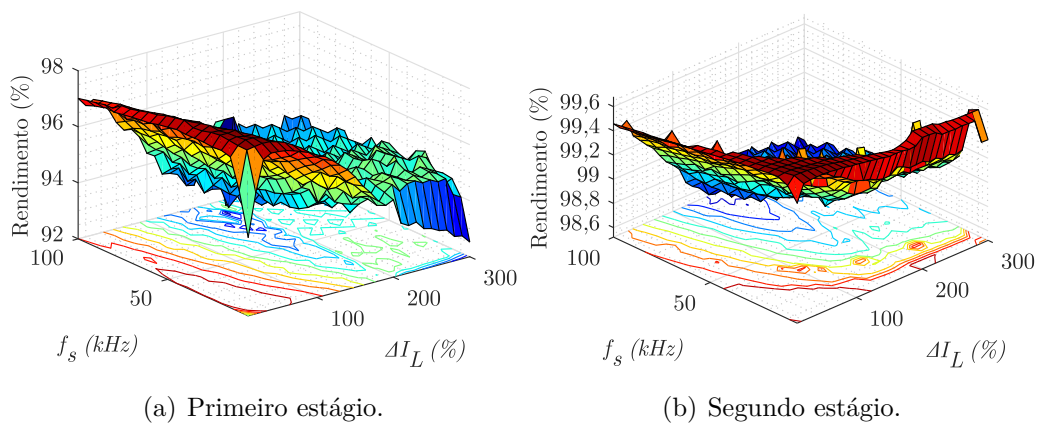 98
96
94
92
Rendimento (%)
100
50
f_s (kHz)
100
200
300
ΔI_L (%)
(a) Primeiro estágio.
99,6
99,4
99,2
99
98,8
98,6
Rendimento (%)
100
50
f_s (kHz)
100
200
300
ΔI_L (%)
(b) Segundo estágio.